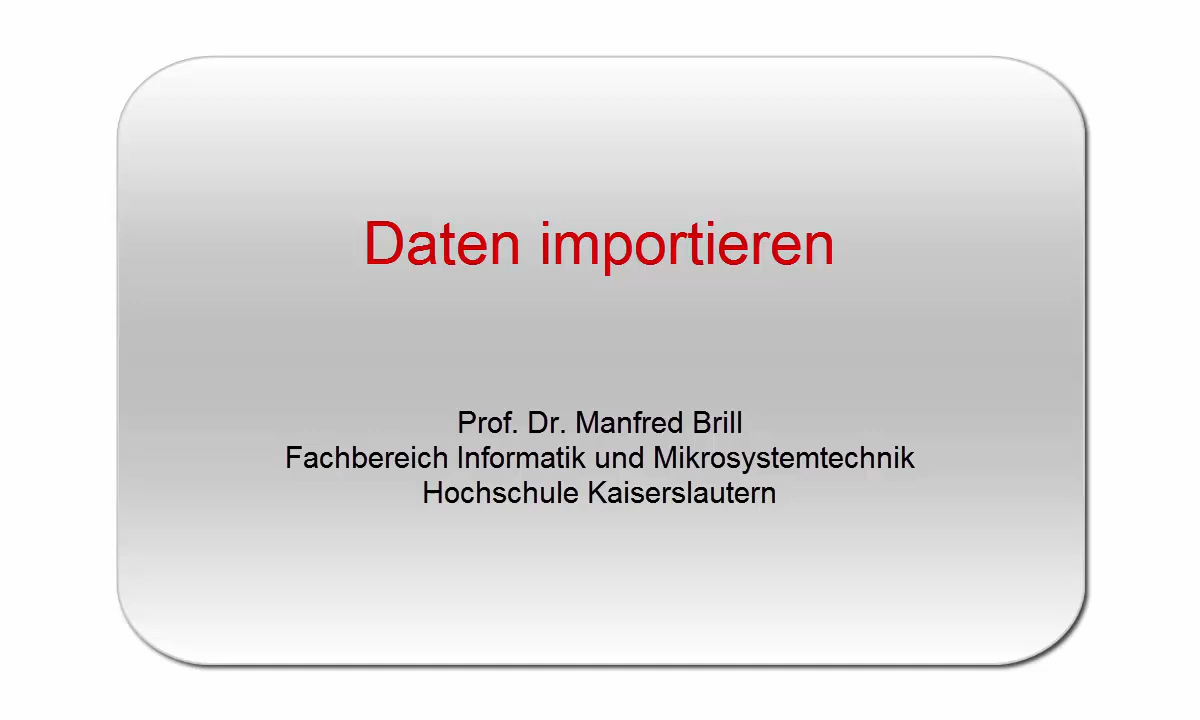 Daten importieren
Prof. Dr. Manfred Brill
Fachbereich Informatik und Mikrosystemtechnik
Hochschule Kaiserslautern